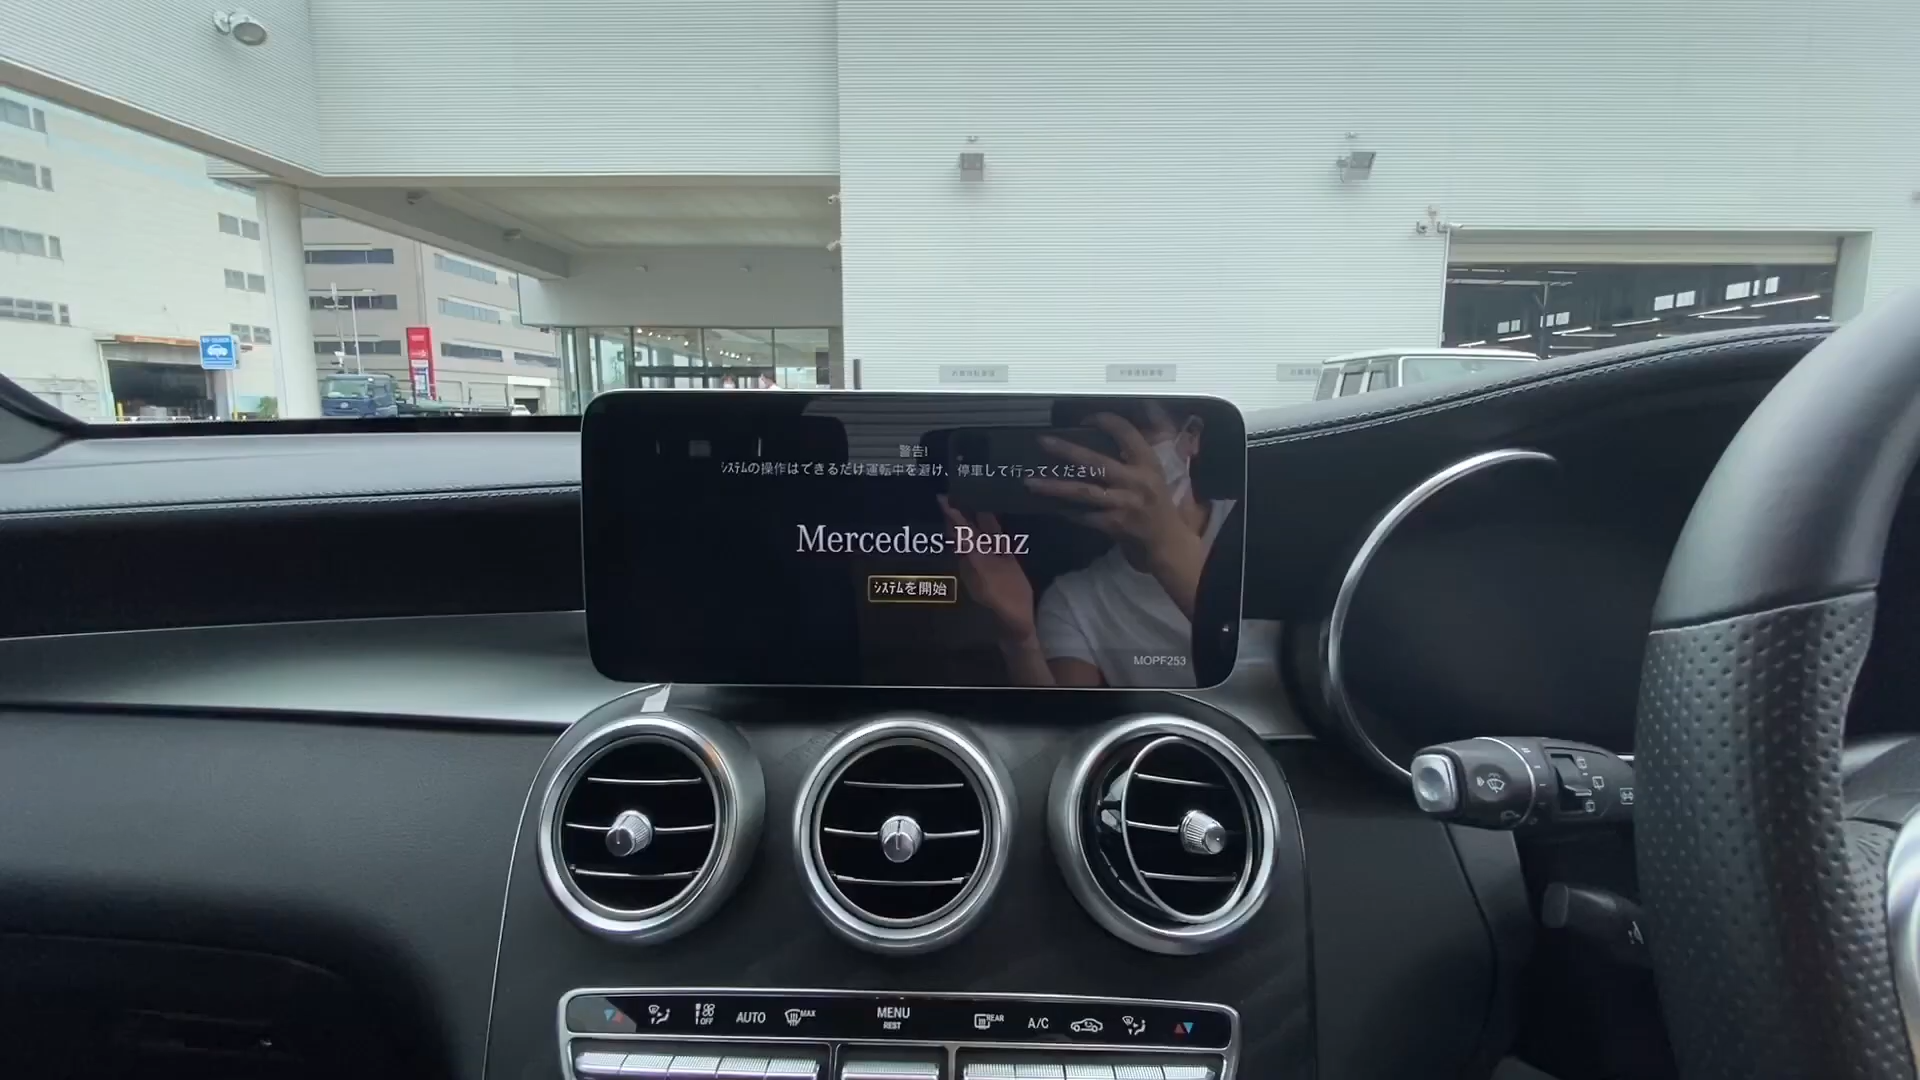 警告!
ｼｽﾃﾑの操作はできるだけ運転中を避け、停車して行ってください!
Mercedes-Benz
ｼｽﾃﾑを開始
MOPF253
OFF
AUTO
MAX
MENU
REST
REAR
A/C